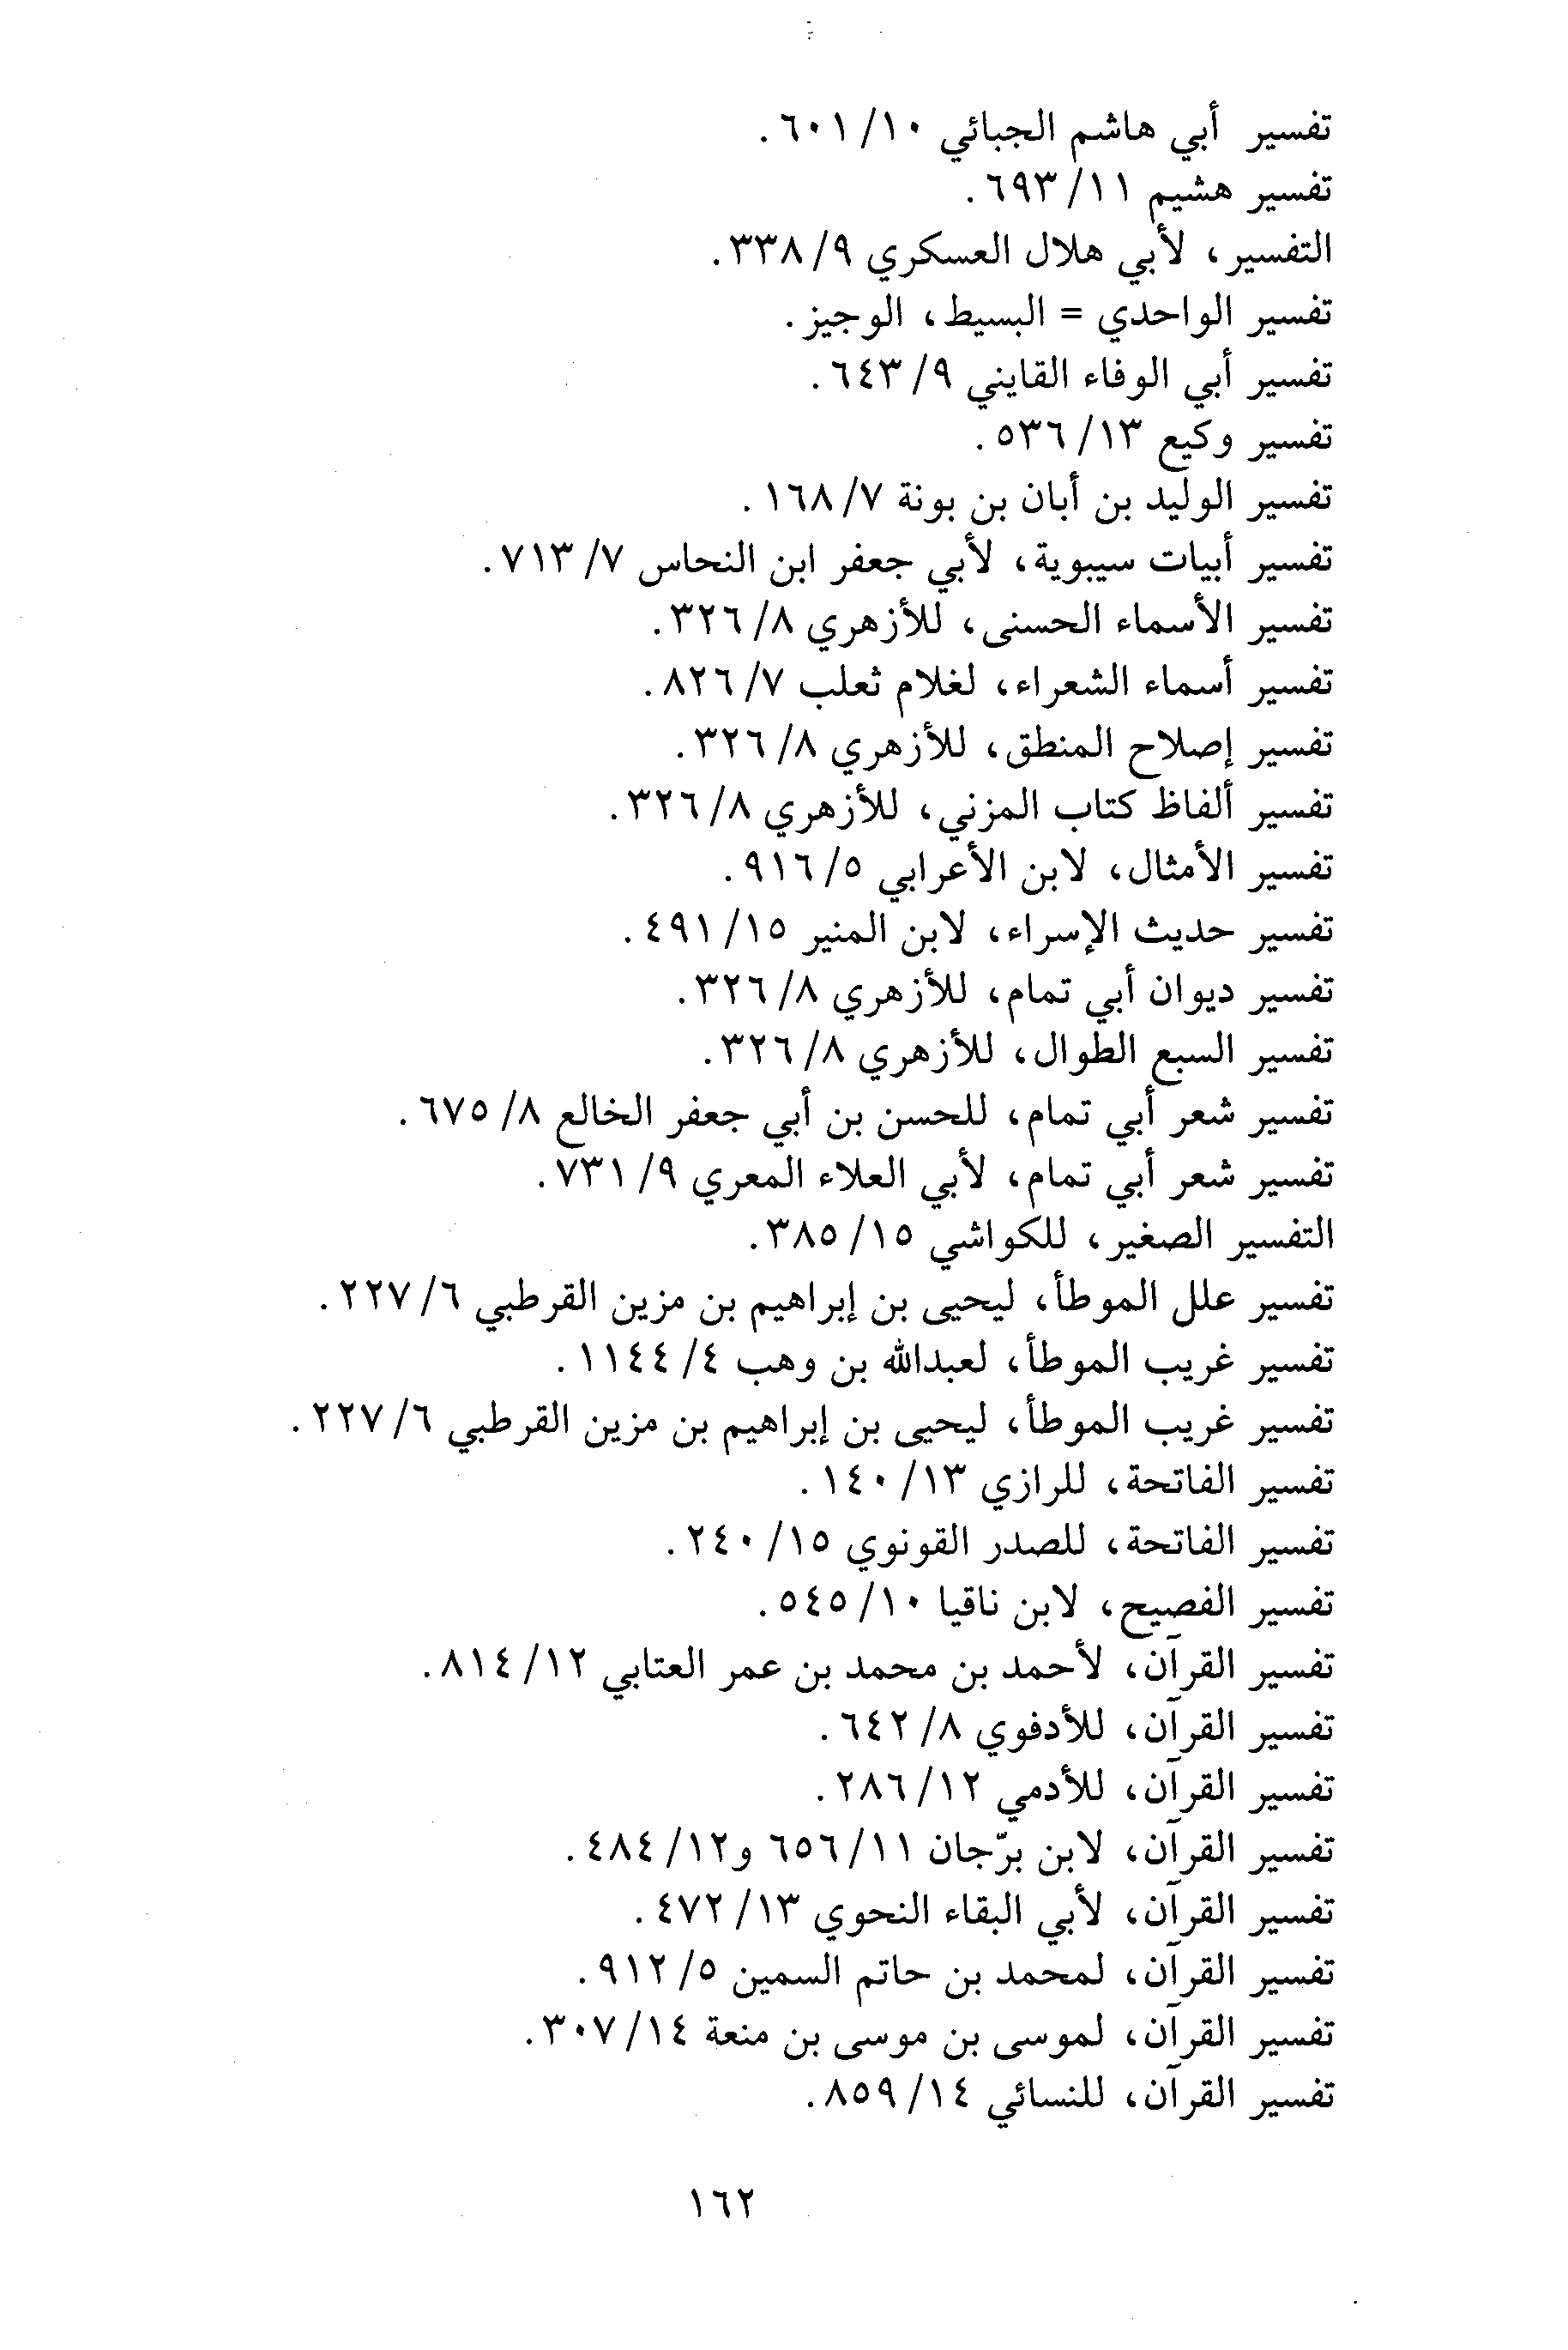 تفسير أبي هاشم الجبائي ١٠/ ٦٠١.
تفسير هشيم ١١/ ٦٩٣.
التفسير، لأبي هلال العسكري ٩/ ٣٣٨.
تفسير الواحدي = البسيط، الوجيز.
تفسير أبي الوفاء القايني ٩/ ٦٤٣.
تفسير وكيع ١٣/ ٥٣٦.
تفسير الوليد بن أبان بن بونة ٧/ ١٦٨.
تفسير أبيات سيبوية، لأبي جعفر ابن النحاس ٧/ ٧١٣.
تفسير الأسماء الحسنى، للأزهري ٨/ ٣٢٦.
تفسير أسماء الشعراء، لغلام ثعلب ٧/ ٨٢٦.
تفسير إصلاح المنطق، للأزهري ٨/ ٣٢٦.
تفسير ألفاظ كتاب المزني، للأزهري ٨/ ٣٢٦.
تفسير الأمثال، لابن الأعرابي ٥/ ٩١٦.
تفسير حديث الإسراء، لابن المنير ١٥/ ٤٩١.
تفسير ديوان أبي تمام، للأزهري ٨/ ٣٢٦.
تفسير السبع الطوال، للأزهري ٨/ ٣٢٦.
تفسير شعر أبي تمام، للحسن بن أبي جعفر الخالع ٨/ ٦٧٥.
تفسير شعر أبي تمام، لأبي العلاء المعري ٩/ ٧٣١.
التفسير الصغير، للكواشي ١٥/ ٣٨٥.
تفسير علل الموطأ، ليحيى بن إبراهيم بن مزين القرطبي ٦/ ٢٢٧.
تفسير غريب الموطأ، لعبدالله بن وهب ٤/ ١١٤٤.
تفسير غريب الموطأ، ليحيى بن إبراهيم بن مزين القرطبي ٦/ ٢٢٧.
تفسير الفاتحة، للرازي ١٣/ ١٤٠.
تفسير الفاتحة، للصدر القونوي ١٥/ ٢٤٠.
تفسير الفصيح، لابن ناقيا ١٠/ ٥٤٥.
تفسير القرآن، لأحمد بن محمد بن عمر العتابي ١٢/ ٨١٤.
تفسير القرآن، للأدفوي ٨/ ٦٤٢.
تفسير القرآن، للأدمي ١٢/ ٢٨٦.
تفسير القرآن، لابن برّجان ١١/ ٦٥٦ و١٢/ ٤٨٤.
تفسير القرآن، لأبي البقاء النحوي ١٣/ ٤٧٢.
تفسير القرآن، لمحمد بن حاتم السمين ٥/ ٩١٢.
تفسير القرآن، لموسى بن موسى بن منعة ١٤/ ٣٠٧.
تفسير القرآن، للنسائي ١٤/ ٨٥٩.
١٦٢